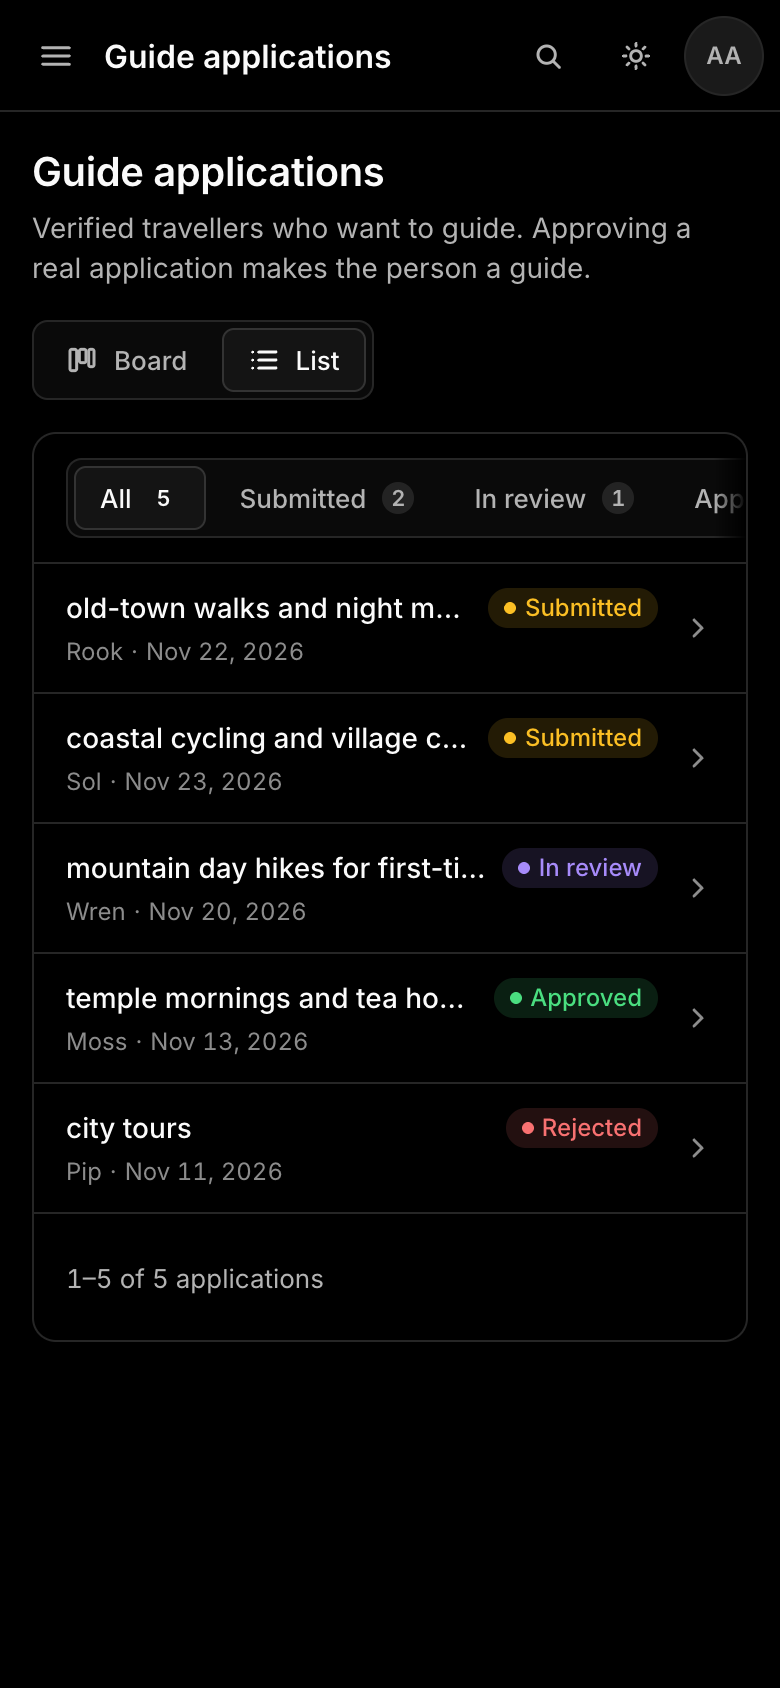 Guide applications
AA
Guide applications
Verified travellers who want to guide. Approving a
real application makes the person a guide.
Board
List
All 5
Submitted 2
In review 1
App
old-town walks and night m...
Submitted
Rook · Nov 22, 2026
coastal cycling and village c...
Submitted
Sol · Nov 23, 2026
mountain day hikes for first-ti...
In review
Wren · Nov 20, 2026
temple mornings and tea ho...
Approved
Moss · Nov 13, 2026
city tours
Rejected
Pip · Nov 11, 2026
1–5 of 5 applications